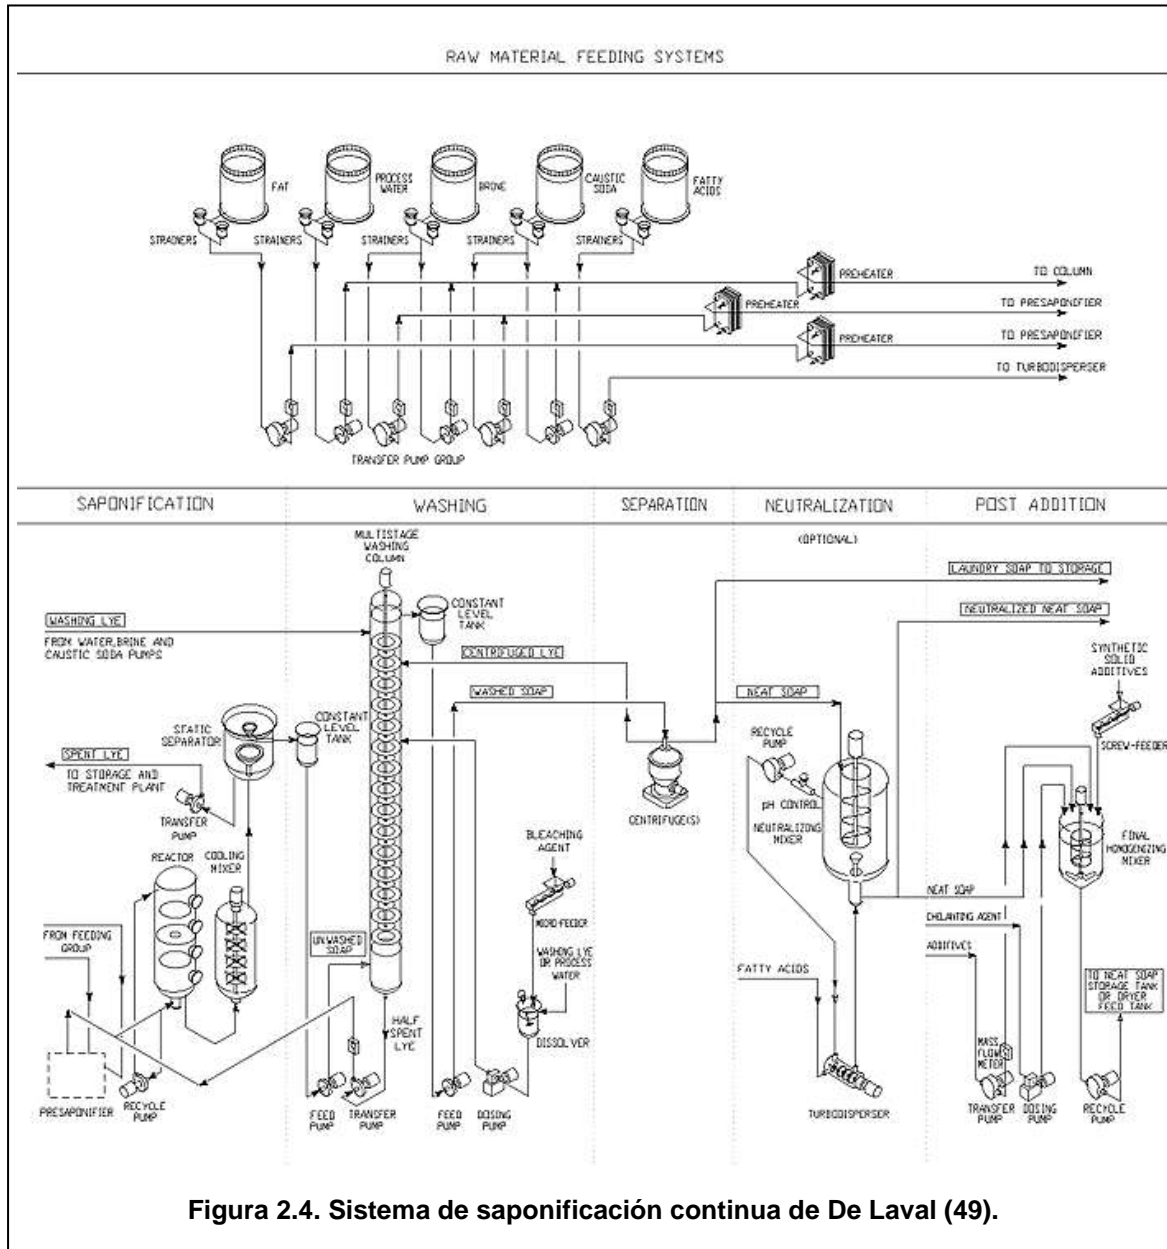 RAW MATERIAL FEEDING SYSTEMS
FAT
PROCESS
WATER
BRINE
CAUSTIC
SODA
FATTY
ACIDS
STRAINERS
STRAINERS
STRAINERS
STRAINERS
STRAINERS
PREHEATER
TO COLUMN
PREHEATER
TO PRESAPONIFIER
PREHEATER
TO PRESAPONIFIER
TO TURBODISPERSER
TRANSFER PUMP GROUP
SAPONIFICATION
WASHING
SEPARATION
NEUTRALIZATION
POST ADDITION
(OPTIONAL)
MULTISTAGE
WASHING
COLUMN
CONSTANT
LEVEL
TANK
WASHING LYE
FROM WATER,BRINE AND
CAUSTIC SODA PUMPS
CENTRIFUGED LYE
WASHED SOAP
LAUNDRY SOAP TO STORAGE
NEUTRALIZED NEAT SOAP
NEAT SOAP
SYNTHETIC
SOLID
ADDITIVES
SCREW-FEEDER
STATIC
SEPARATOR
CONSTANT
LEVEL
TANK
SPENT LYE
TO STORAGE AND
TREATMENT PLANT
TRANSFER
PUMP
REACTOR
COOLING
MIXER
RECYCLE
PUMP
pH CONTROL
NEUTRALIZING
MIXER
CENTRIFUGE(S)
BLEACHING
AGENT
MICRO-FEEDER
WASHING LYE
OR PROCESS
WATER
DISSOLVER
FINAL
HOMOGENIZING
MIXER
NEAT SOAP
CHELANTING AGENT
ADDITIVES
FROM FEEDING
GROUP
UNWASHED
SOAP
HALF
SPENT
LYE
FATTY ACIDS
TO NEAT SOAP
STORAGE TANK
OR DRYER
FEED TANK
MASS
FLOW
METER
PRESAPONIFIER
RECYCLE
PUMP
FEED
PUMP
TRANSFER
PUMP
FEED
PUMP
DOSING
PUMP
TURBODISPERSER
TRANSFER
PUMP
DOSING
PUMP
RECYCLE
PUMP
Figura 2.4. Sistema de saponificación continua de De Laval (49).